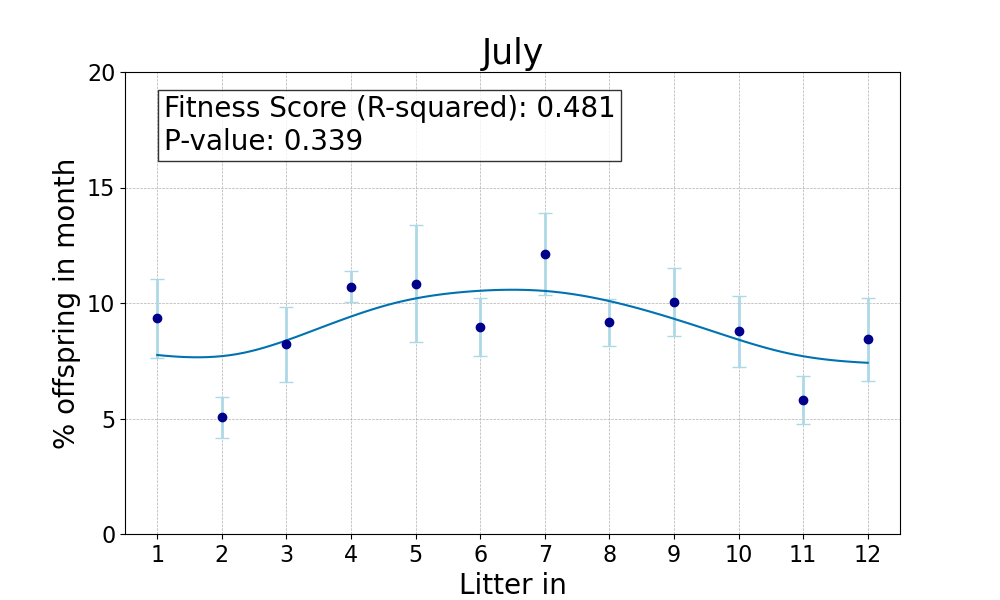 July
Fitness Score (R-squared): 0.481
P-value: 0.339
% offspring in month
20
15
10
5
0
1 2 3 4 5 6 7 8 9 10 11 12
Litter in